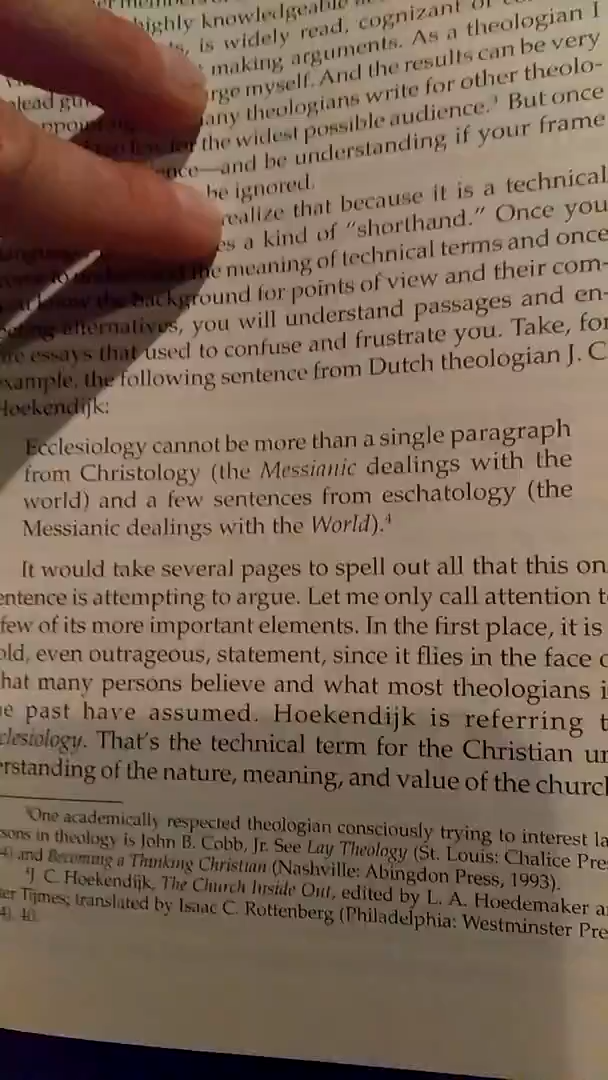 highly knowledgeable
is widely read, cognizant of
making arguments. As a theologian I
rge myself. And the results can be very
any theologians write for other theolo-
for the widest possible audience.³ But once
nce—and be understanding if your frame
be ignored.
realize that because it is a technical
es a kind of "shorthand." Once you
the meaning of technical terms and once
you know the background for points of view and their com-
peting alternatives, you will understand passages and en-
re essays that used to confuse and frustrate you. Take, for
xample, the following sentence from Dutch theologian J. C
Hoekendijk:
Ecclesiology cannot be more than a single paragraph
from Christology (the Messianic dealings with the
world) and a few sentences from eschatology (the
Messianic dealings with the World).⁴
It would take several pages to spell out all that this on
entence is attempting to argue. Let me only call attention t
few of its more important elements. In the first place, it is
old, even outrageous, statement, since it flies in the face o
hat many persons believe and what most theologians i
e past have assumed. Hoekendijk is referring t
clesiology. That's the technical term for the Christian un
erstanding of the nature, meaning, and value of the church
³One academically respected theologian consciously trying to interest la
sons in theology is John B. Cobb, Jr. See Lay Theology (St. Louis: Chalice Pre
4) and Becoming a Thinking Christian (Nashville: Abingdon Press, 1993).
⁴J. C. Hoekendijk, The Church Inside Out, edited by L. A. Hoedemaker a
er Tijmes; translated by Isaac C. Rottenberg (Philadelphia: Westminster Pre
4), 40.